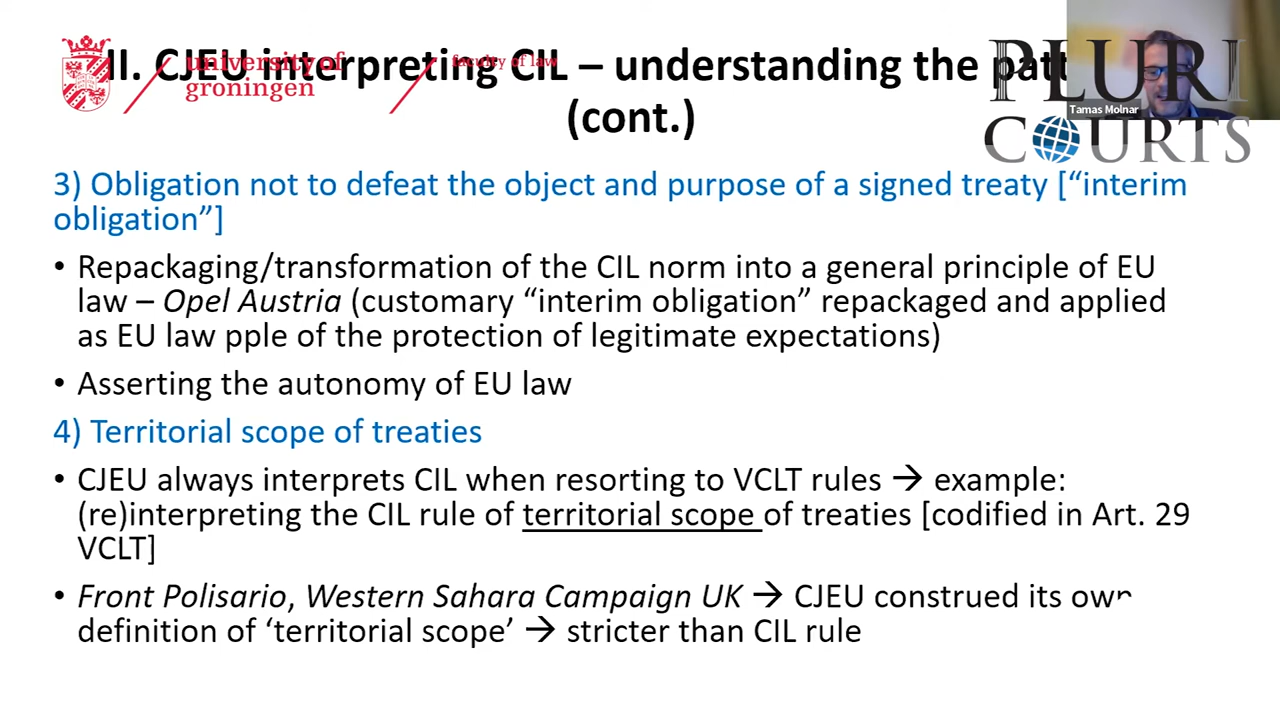 II. CJEU interpreting CIL – understanding the patt
(cont.)
university of
groningen
faculty of law
PLURI
COURTS
Tamas Molnar
3) Obligation not to defeat the object and purpose of a signed treaty [“interim
obligation”]
• Repackaging/transformation of the CIL norm into a general principle of EU
law – Opel Austria (customary “interim obligation” repackaged and applied
as EU law pple of the protection of legitimate expectations)
• Asserting the autonomy of EU law
4) Territorial scope of treaties
• CJEU always interprets CIL when resorting to VCLT rules → example:
(re)interpreting the CIL rule of territorial scope of treaties [codified in Art. 29
VCLT]
• Front Polisario, Western Sahara Campaign UK → CJEU construed its own
definition of ‘territorial scope’ → stricter than CIL rule